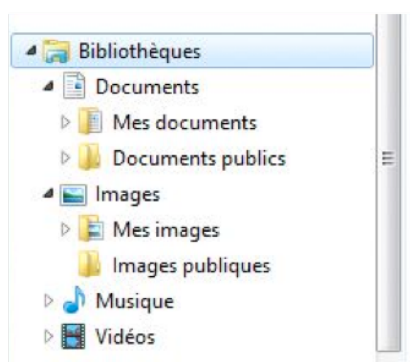 Bibliothèques
Documents
Mes documents
Documents publics
Images
Mes images
Images publiques
Musique
Vidéos